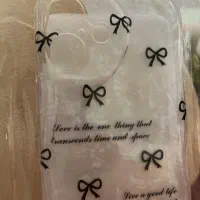 Love is the one thing that
transcends time and space
Live a good life